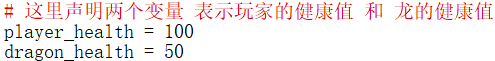 # 这里声明两个变量 表示玩家的健康值 和 龙的健康值
player_health = 100
dragon_health = 50